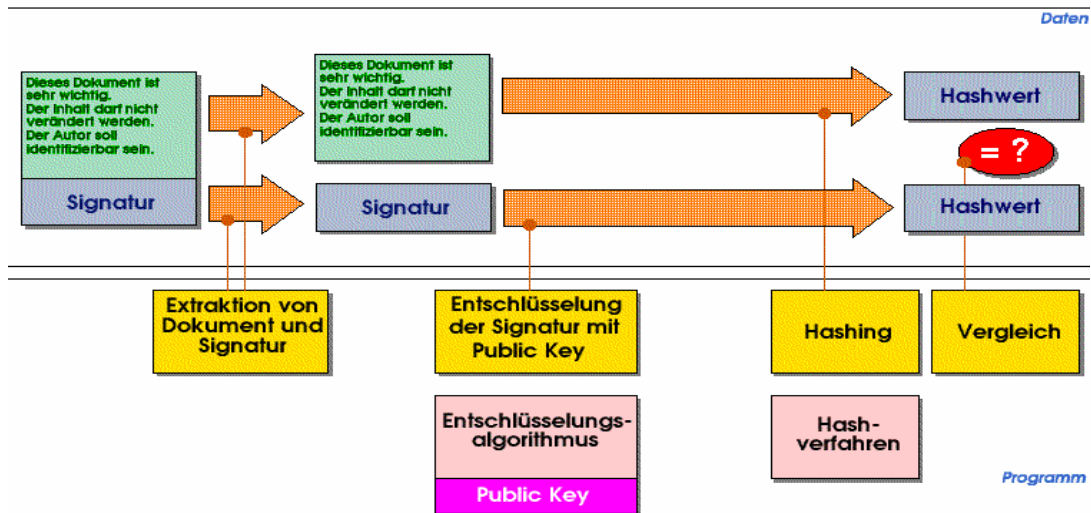 Daten
Dieses Dokument ist
sehr wichtig.
Der Inhalt darf nicht
verändert werden.
Der Autor soll
identifizierbar sein.
Signatur
Dieses Dokument ist
sehr wichtig.
Der Inhalt darf nicht
verändert werden.
Der Autor soll
identifizierbar sein.
Signatur
Hashwert
= ?
Hashwert
Extraktion von
Dokument und
Signatur
Entschlüsselung
der Signatur mit
Public Key
Hashing
Vergleich
Entschlüsselungs-
algorithmus
Public Key
Hash-
verfahren
Programm